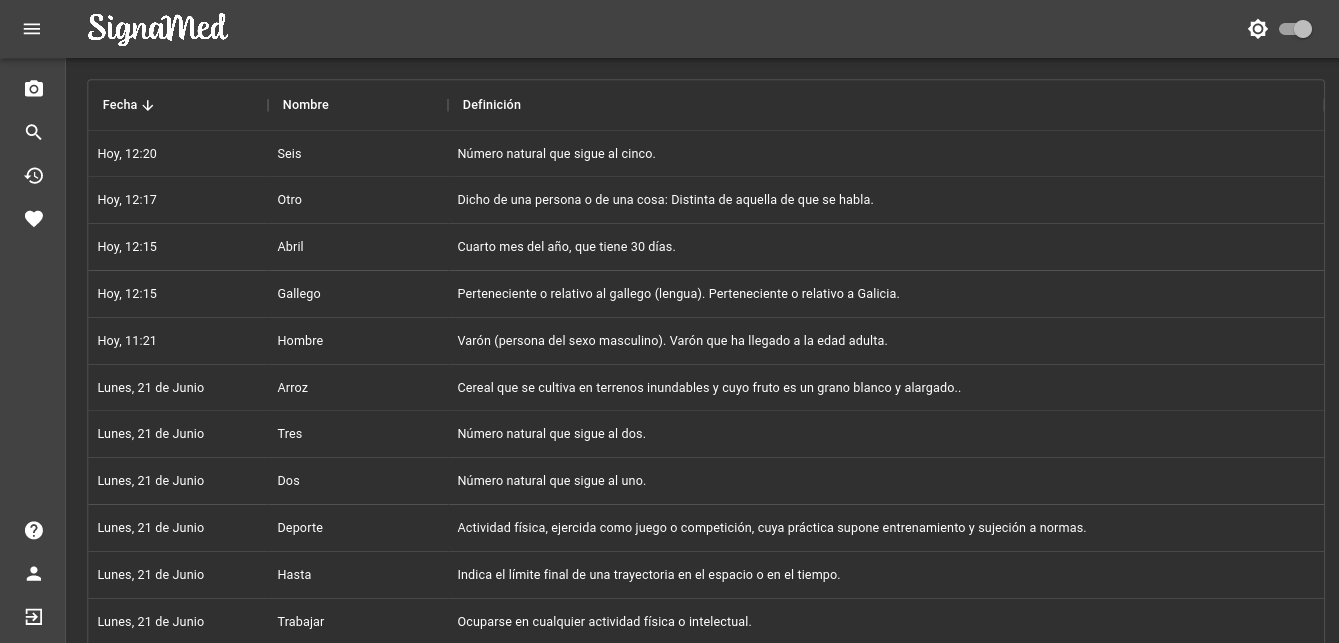 SignaMed
Fecha Nombre Definición
Hoy, 12:20 Seis Número natural que sigue al cinco.
Hoy, 12:17 Otro Dicho de una persona o de una cosa: Distinta de aquella de que se habla.
Hoy, 12:15 Abril Cuarto mes del año, que tiene 30 días.
Hoy, 12:15 Gallego Perteneciente o relativo al gallego (lengua). Perteneciente o relativo a Galicia.
Hoy, 11:21 Hombre Varón (persona del sexo masculino). Varón que ha llegado a la edad adulta.
Lunes, 21 de Junio Arroz Cereal que se cultiva en terrenos inundables y cuyo fruto es un grano blanco y alargado..
Lunes, 21 de Junio Tres Número natural que sigue al dos.
Lunes, 21 de Junio Dos Número natural que sigue al uno.
Lunes, 21 de Junio Deporte Actividad física, ejercida como juego o competición, cuya práctica supone entrenamiento y sujeción a normas.
Lunes, 21 de Junio Hasta Indica el límite final de una trayectoria en el espacio o en el tiempo.
Lunes, 21 de Junio Trabajar Ocuparse en cualquier actividad física o intelectual.